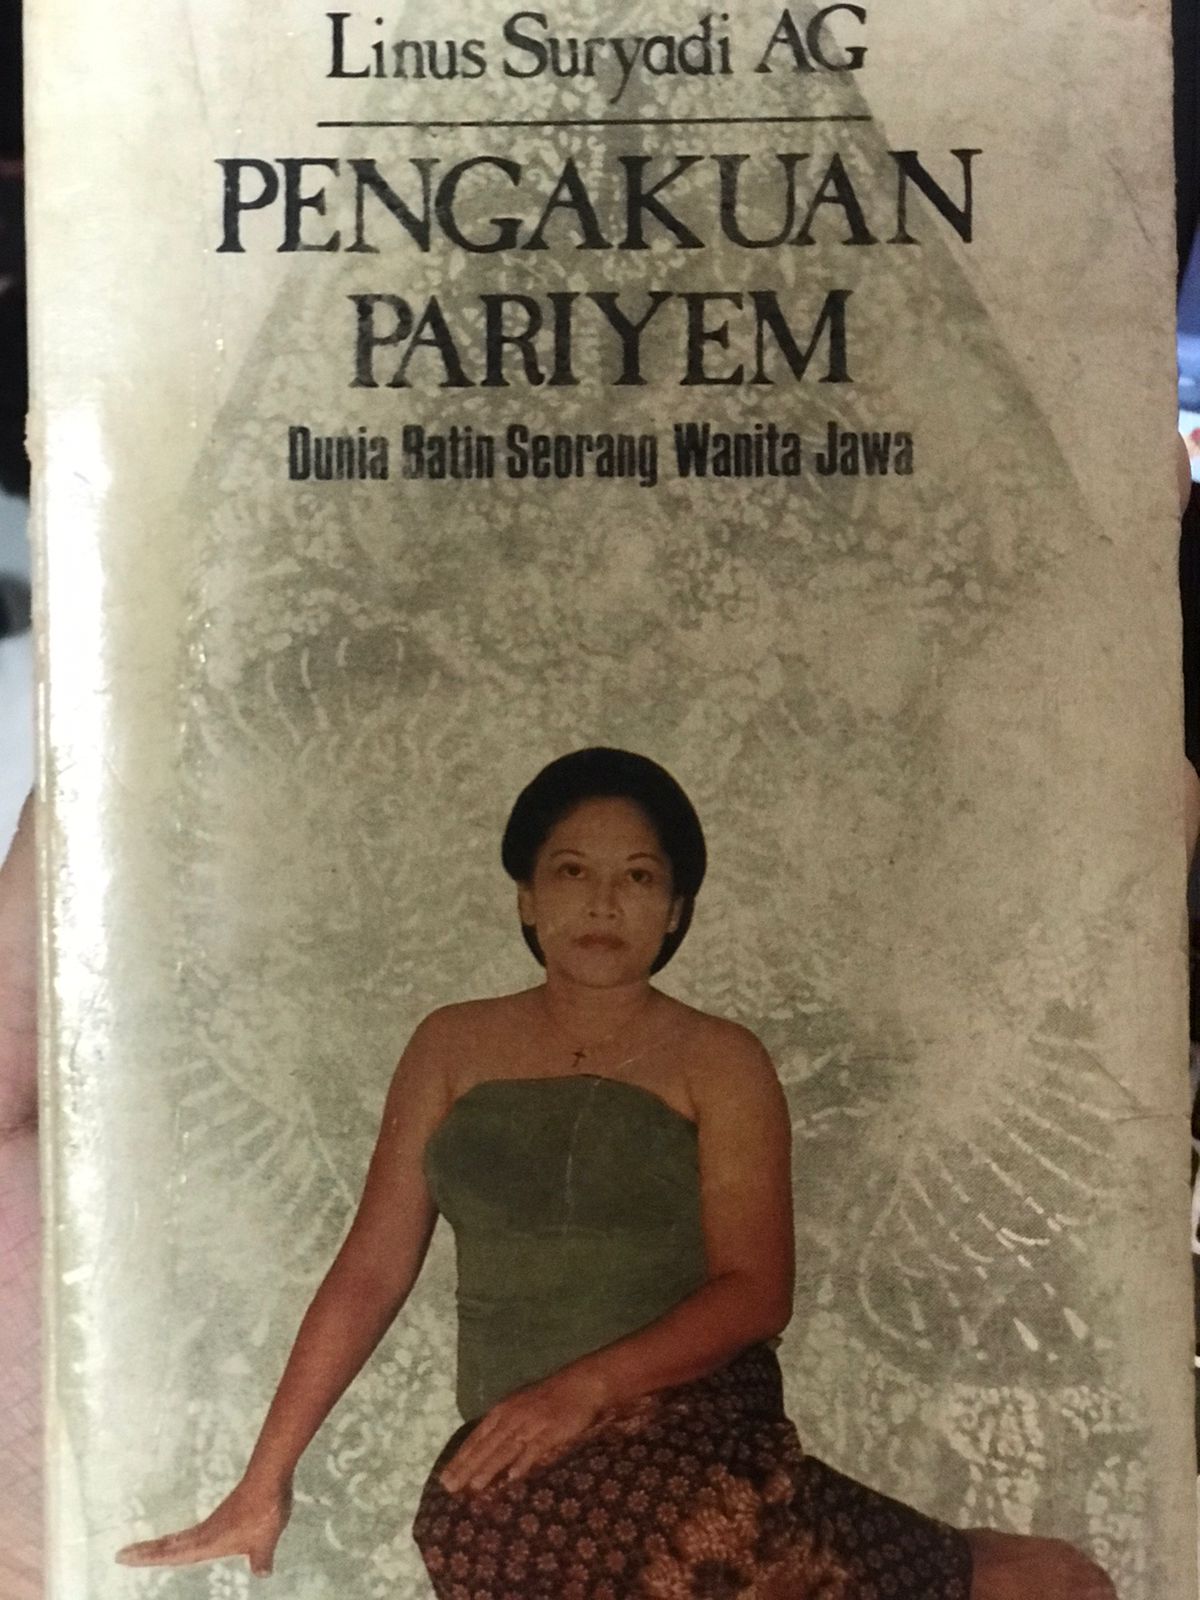 Linus Suryadi AG
PENGAKUAN
PARIYEM
Dunia Batin Seorang Wanita Jawa